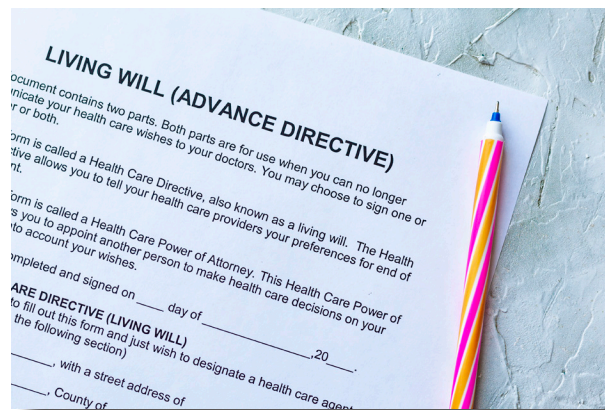 LIVING WILL (ADVANCE DIRECTIVE)
ocument contains two parts. Both parts are for use when you can no longer
nicate your health care wishes to your doctors. You may choose to sign one or
r or both.
orm is called a Health Care Directive, also known as a living will. The Health
ctive allows you to tell your health care providers your preferences for end of
nt.
orm is called a Health Care Power of Attorney. This Health Care Power of
s you to appoint another person to make health care decisions on your
to account your wishes.
ompleted and signed on ____ day of ________________,20____.
ARE DIRECTIVE (LIVING WILL)
to fill out this form and just wish to designate a health care agent
the following section)
______, with a street address of
______, County of